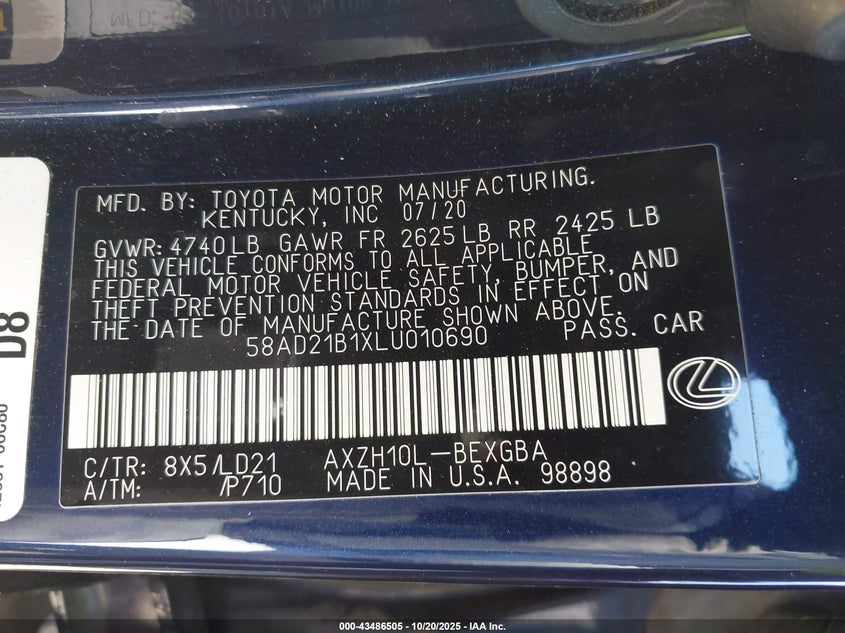 MFD. BY: TOYOTA MOTOR MANUFACTURING.
KENTUCKY, INC 07/20
GVWR: 4740LB GAWR FR 2625LB RR 2425 LB
THIS VEHICLE CONFORMS TO ALL APPLICABLE
FEDERAL MOTOR VEHICLE SAFETY, BUMPER, AND
THEFT PREVENTION STANDARDS IN EFFECT ON
THE DATE OF MANUFACTURE SHOWN ABOVE.
58AD21B1XLU010690 PASS. CAR
C/TR: 8X5/LD21 AXZH10L-BEXGBA
A/TM: /P710 MADE IN U.S.A. 98898
D8
000-43486505 - 10/20/2025 - IAA Inc.